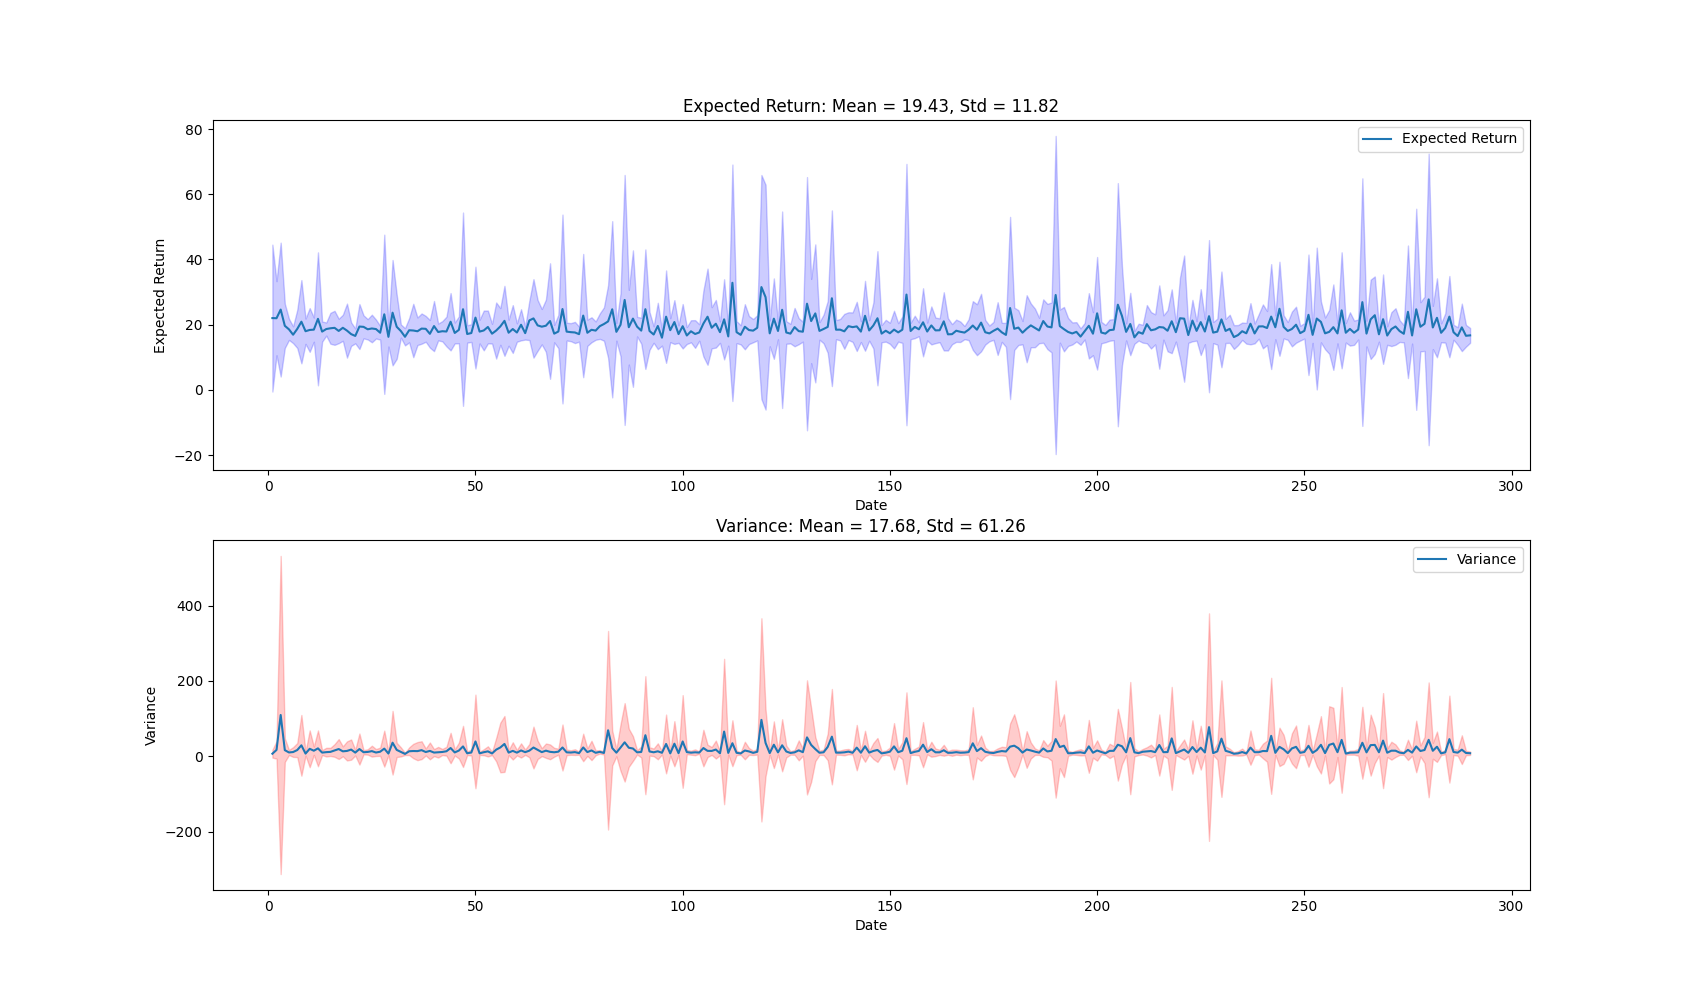 Expected Return: Mean = 19.43, Std = 11.82
80
60
40
20
0
−20
Expected Return
Expected Return
0 50 100 150 200 250 300
Date
Variance: Mean = 17.68, Std = 61.26
400
200
0
−200
Variance
Variance
0 50 100 150 200 250 300
Date